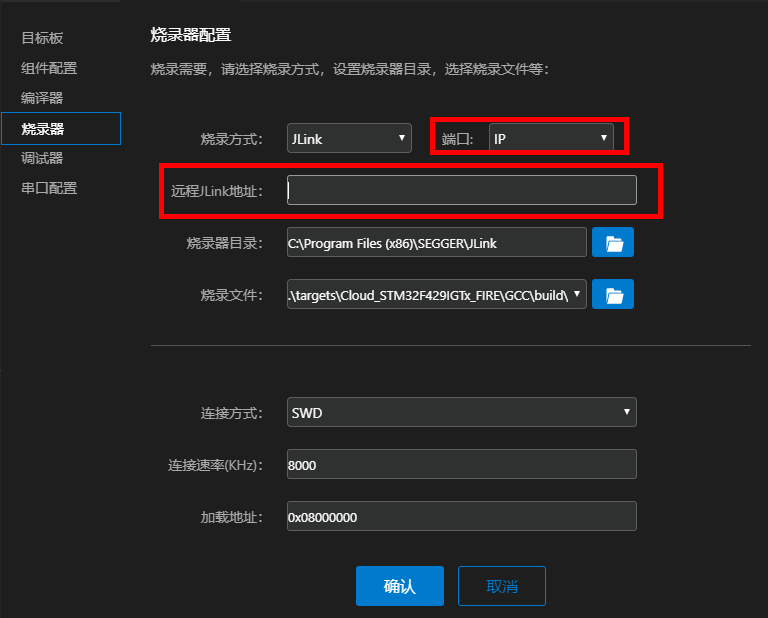 目标板
组件配置
编译器
烧录器
调试器
串口配置
烧录器配置
烧录需要，请选择烧录方式，设置烧录器目录，选择烧录文件等：
烧录方式： JLink 端口： IP
远程JLink地址：
烧录器目录： C:\Program Files (x86)\SEGGER\JLink
烧录文件： .\targets\Cloud_STM32F429IGTx_FIRE\GCC\build\
连接方式： SWD
连接速率(KHz)： 8000
加载地址： 0x08000000
确认 取消